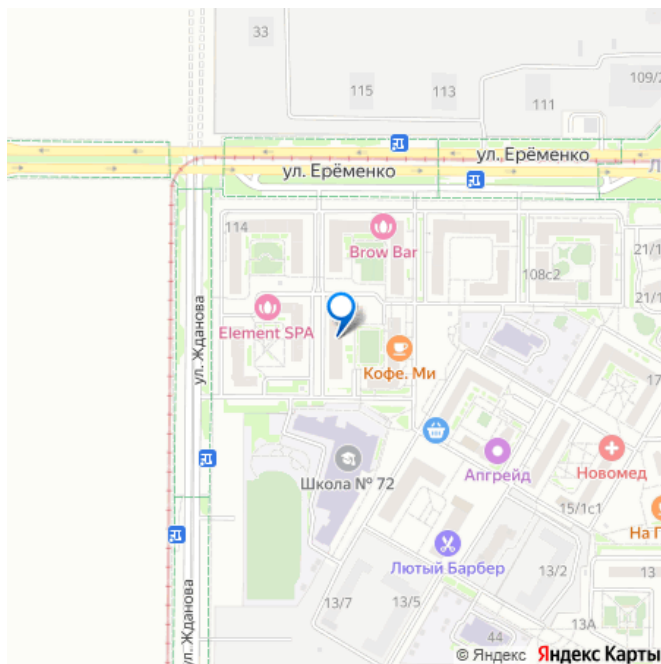 33
115
113
109/2
111
ул. Ерёменко
ул. Ерёменко
Л
114
Brow Bar
21/1
108с2
21/1
ул. Жданова
Element SPA
Кофе. Ми
17
Школа № 72
Апгрейд
Новомед
15/1с1
На П
Лютый Барбер
13/2
13
ул. Жданова
13/7
13/5
13А
44
© Яндекс Яндекс Карты